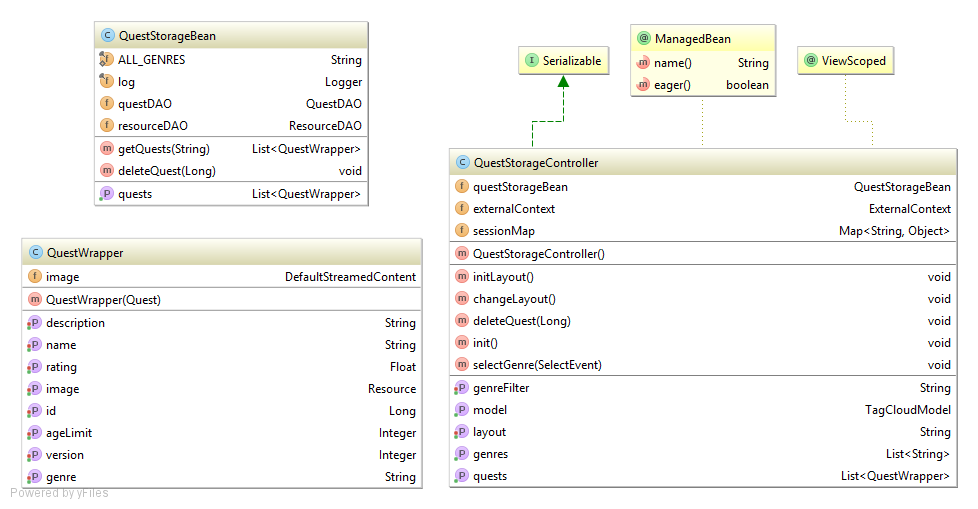 C QuestStorageBean
f ALL_GENRES String
f log Logger
f questDAO QuestDAO
f resourceDAO ResourceDAO
m getQuests(String) List<QuestWrapper>
m deleteQuest(Long) void
P quests List<QuestWrapper>
I Serializable
@ ManagedBean
m name() String
m eager() boolean
@ ViewScoped
C QuestWrapper
f image DefaultStreamedContent
m QuestWrapper(Quest)
P description String
P name String
P rating Float
P image Resource
P id Long
P ageLimit Integer
P version Integer
P genre String
C QuestStorageController
f questStorageBean QuestStorageBean
f externalContext ExternalContext
f sessionMap Map<String, Object>
m QuestStorageController()
m initLayout() void
m changeLayout() void
m deleteQuest(Long) void
m init() void
m selectGenre(SelectEvent) void
P genreFilter String
P model TagCloudModel
P layout String
P genres List<String>
P quests List<QuestWrapper>
Powered by yFiles